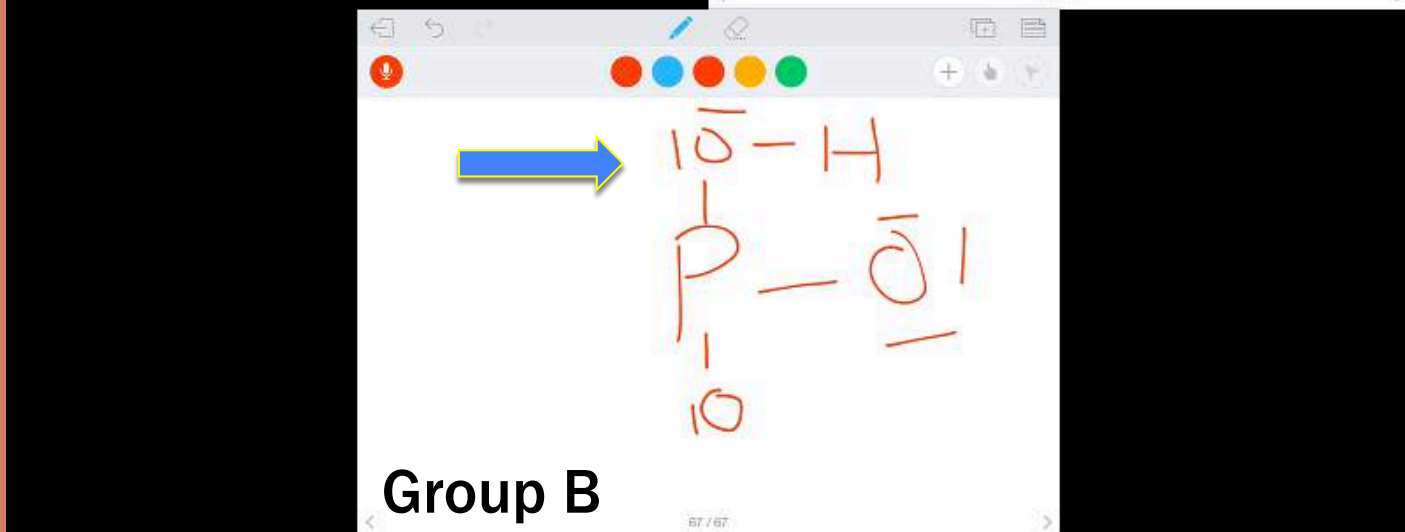 |O̅ — H
|
P — O̅|
|
|O
Group B
67 / 67